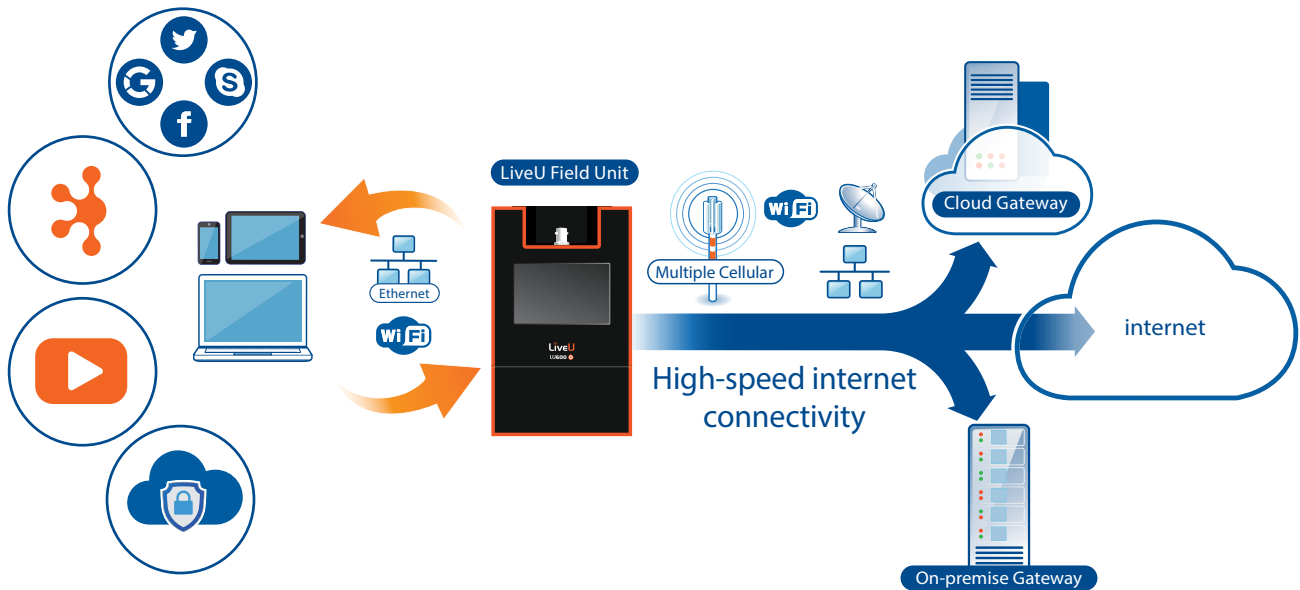 LiveU Field Unit
Ethernet
Wi Fi
LiveU
LU600
Multiple Cellular
Wi Fi
High-speed internet
connectivity
Cloud Gateway
internet
On-premise Gateway
G
S
f